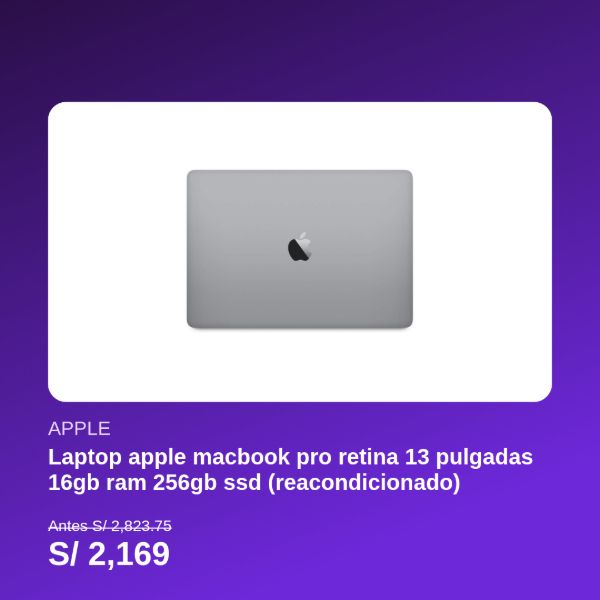 APPLE
Laptop apple macbook pro retina 13 pulgadas
16gb ram 256gb ssd (reacondicionado)
Antes S/ 2,823.75
S/ 2,169